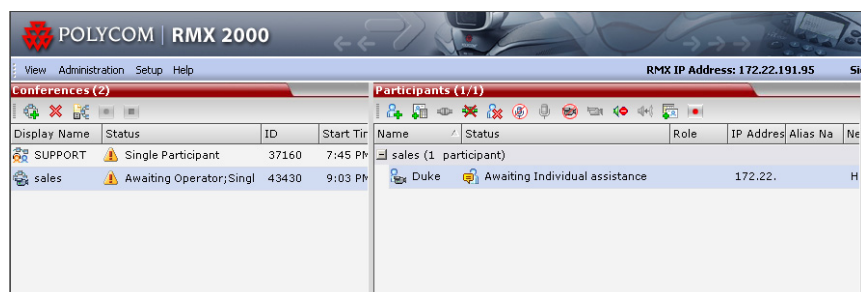 POLYCOM | RMX 2000
View Administration Setup Help RMX IP Address: 172.22.191.95 Si
Conferences (2)
Display Name Status ID Start Tir
SUPPORT Single Participant 37160 7:45 PM
sales Awaiting Operator;Singl 43430 9:03 PM
Participants (1/1)
Name Status Role IP Addres Alias Na Ne
sales (1 participant)
Duke Awaiting Individual assistance 172.22. H